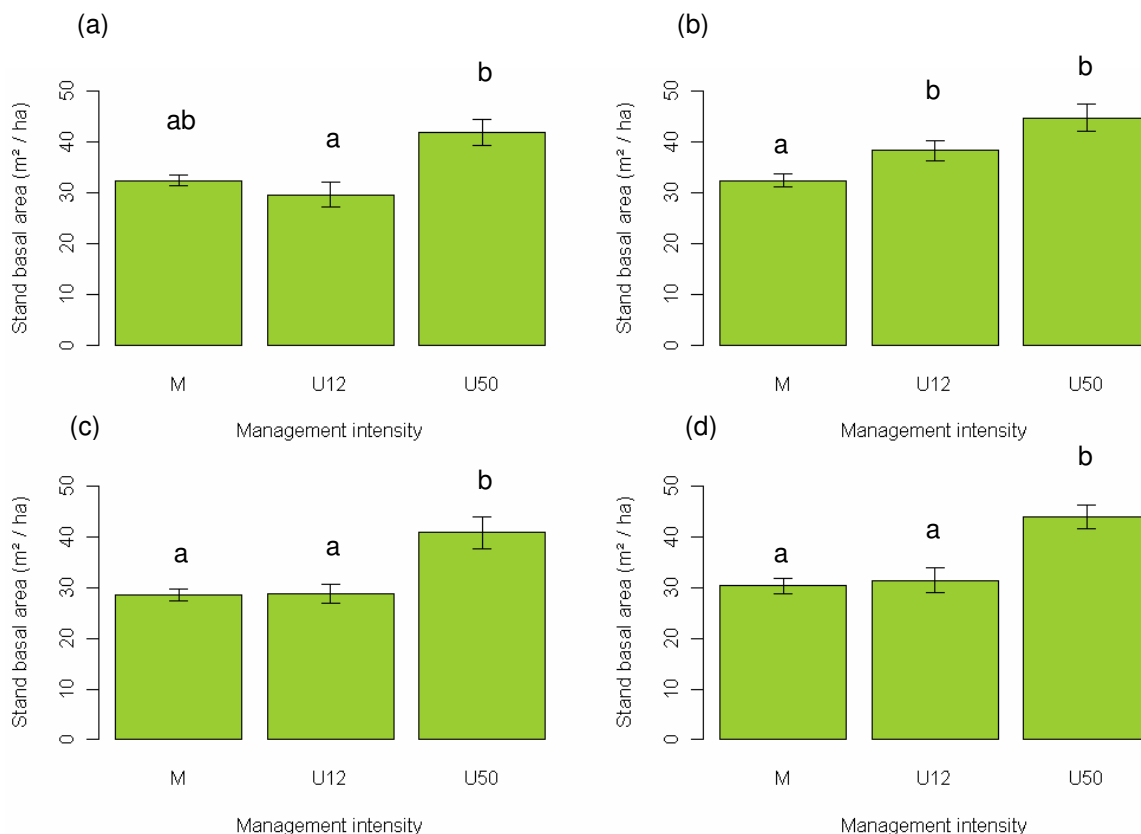 (a)
Stand basal area (m² / ha)
50
40
30
20
10
0
ab
a
b
M U12 U50
Management intensity
(b)
Stand basal area (m² / ha)
50
40
30
20
10
0
a
b
b
M U12 U50
Management intensity
(c)
Stand basal area (m² / ha)
50
40
30
20
10
0
a
a
b
M U12 U50
Management intensity
(d)
Stand basal area (m² / ha)
50
40
30
20
10
0
a
a
b
M U12 U50
Management intensity